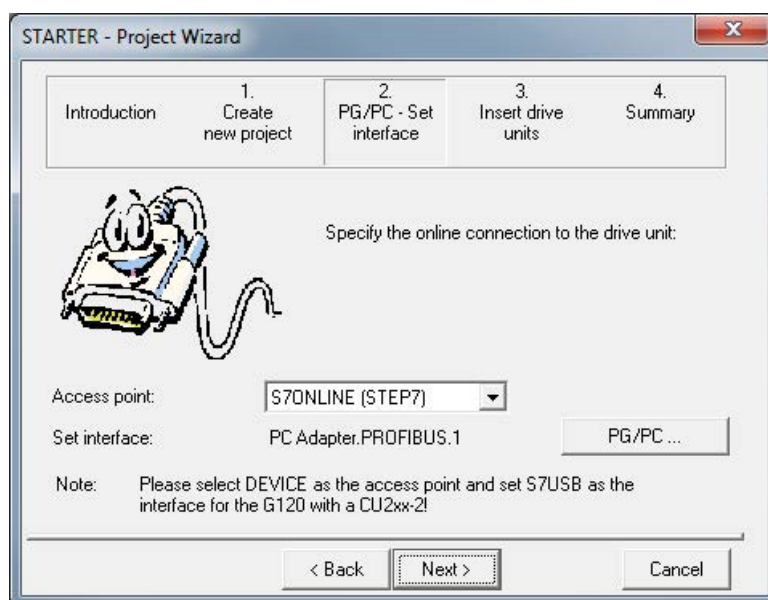 STARTER - Project Wizard
Introduction
1.
Create
new project
2.
PG/PC - Set
interface
3.
Insert drive
units
4.
Summary
Specify the online connection to the drive unit:
Access point:
S7ONLINE (STEP7)
Set interface:
PC Adapter.PROFIBUS.1
PG/PC ...
Note: Please select DEVICE as the access point and set S7USB as the
interface for the G120 with a CU2xx-2!
< Back
Next >
Cancel